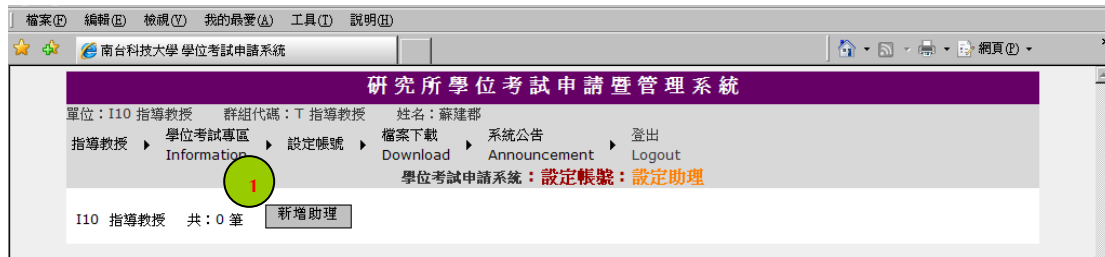 檔案(F) 編輯(E) 檢視(V) 我的最愛(A) 工具(T) 說明(H)
南台科技大學 學位考試申請系統
網頁(P)
研究所學位考試申請暨管理系統
單位：I10 指導教授 群組代碼：T 指導教授 姓名：蘇建郡
指導教授 學位考試專區 設定帳號 檔案下載 系統公告 登出
Information Download Announcement Logout
學位考試申請系統：設定帳號：設定助理
1
I10 指導教授 共：0 筆 新增助理